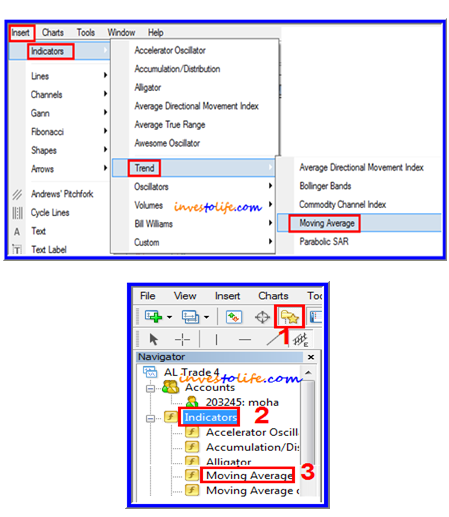 Insert Charts Tools Window Help
Indicators
Lines
Channels
Gann
Fibonacci
Shapes
Arrows
Andrews' Pitchfork
Cycle Lines
A Text
T Text Label
Accelerator Oscillator
Accumulation/Distribution
Alligator
Average Directional Movement Index
Average True Range
Awesome Oscillator
Trend
Oscillators
Volumes
Bill Williams
Custom
investolife.com
Average Directional Movement Index
Bollinger Bands
Commodity Channel Index
Moving Average
Parabolic SAR
File View Insert Charts Too
1
E
Navigator x
AL Trade 4
investolife.com
Accounts
203245: moha
Indicators 2
Accelerator Oscill
Accumulation/Dis
Alligator
Moving Average 3
Moving Average c